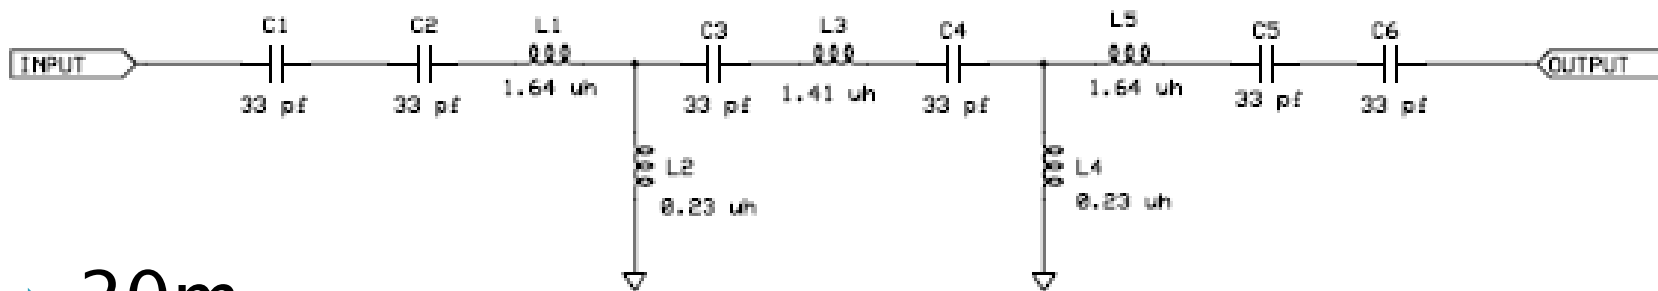 C1 C2 L1 C3 L3 C4 L5 C5 C6
INPUT OUTPUT
33 pf 33 pf 1.64 uh 33 pf 1.41 uh 33 pf 1.64 uh 33 pf 33 pf
L2 L4
0.23 uh 0.23 uh
20m